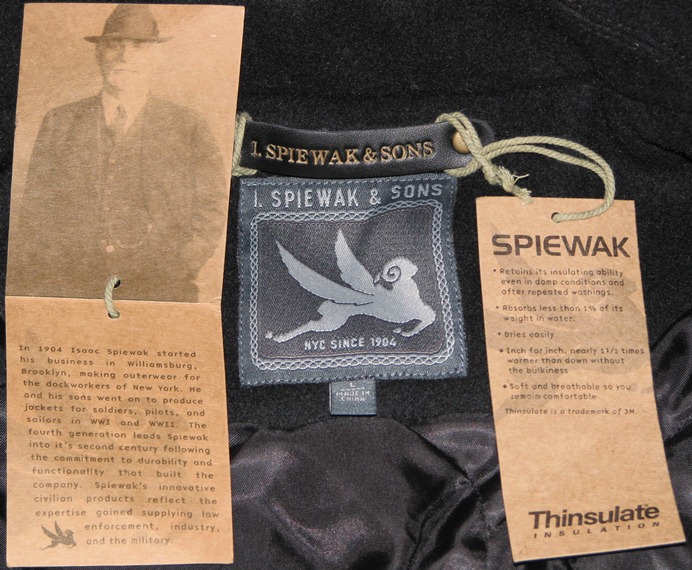 I. SPIEWAK & SONS
I. SPIEWAK & SONS
NYC SINCE 1904
L
MADE IN
CHINA
In 1904 Isaac Spiewak started
his business in Williamsburg,
Brooklyn, making outerwear for
the dockworkers of New York. He
and his sons went on to produce
jackets for soldiers, pilots, and
sailors in WWI and WWII. The
fourth generation leads Spiewak
into it's second century following
the commitment to durability and
functionality that built the
company. Spiewak's innovative
civilian products reflect the
expertise gained supplying law
enforcement, industry,
and the military.
SPIEWAK
• Retains its insulating ability
even in damp conditions and
after repeated washings.
• Absorbs less than 1% of its
weight in water.
• Dries easily
• Inch for inch, nearly 1½ times
warmer than down without
the bulkiness
• Soft and breathable so you
remain comfortable
Thinsulate is a trademark of 3M.
Thinsulate
INSULATION